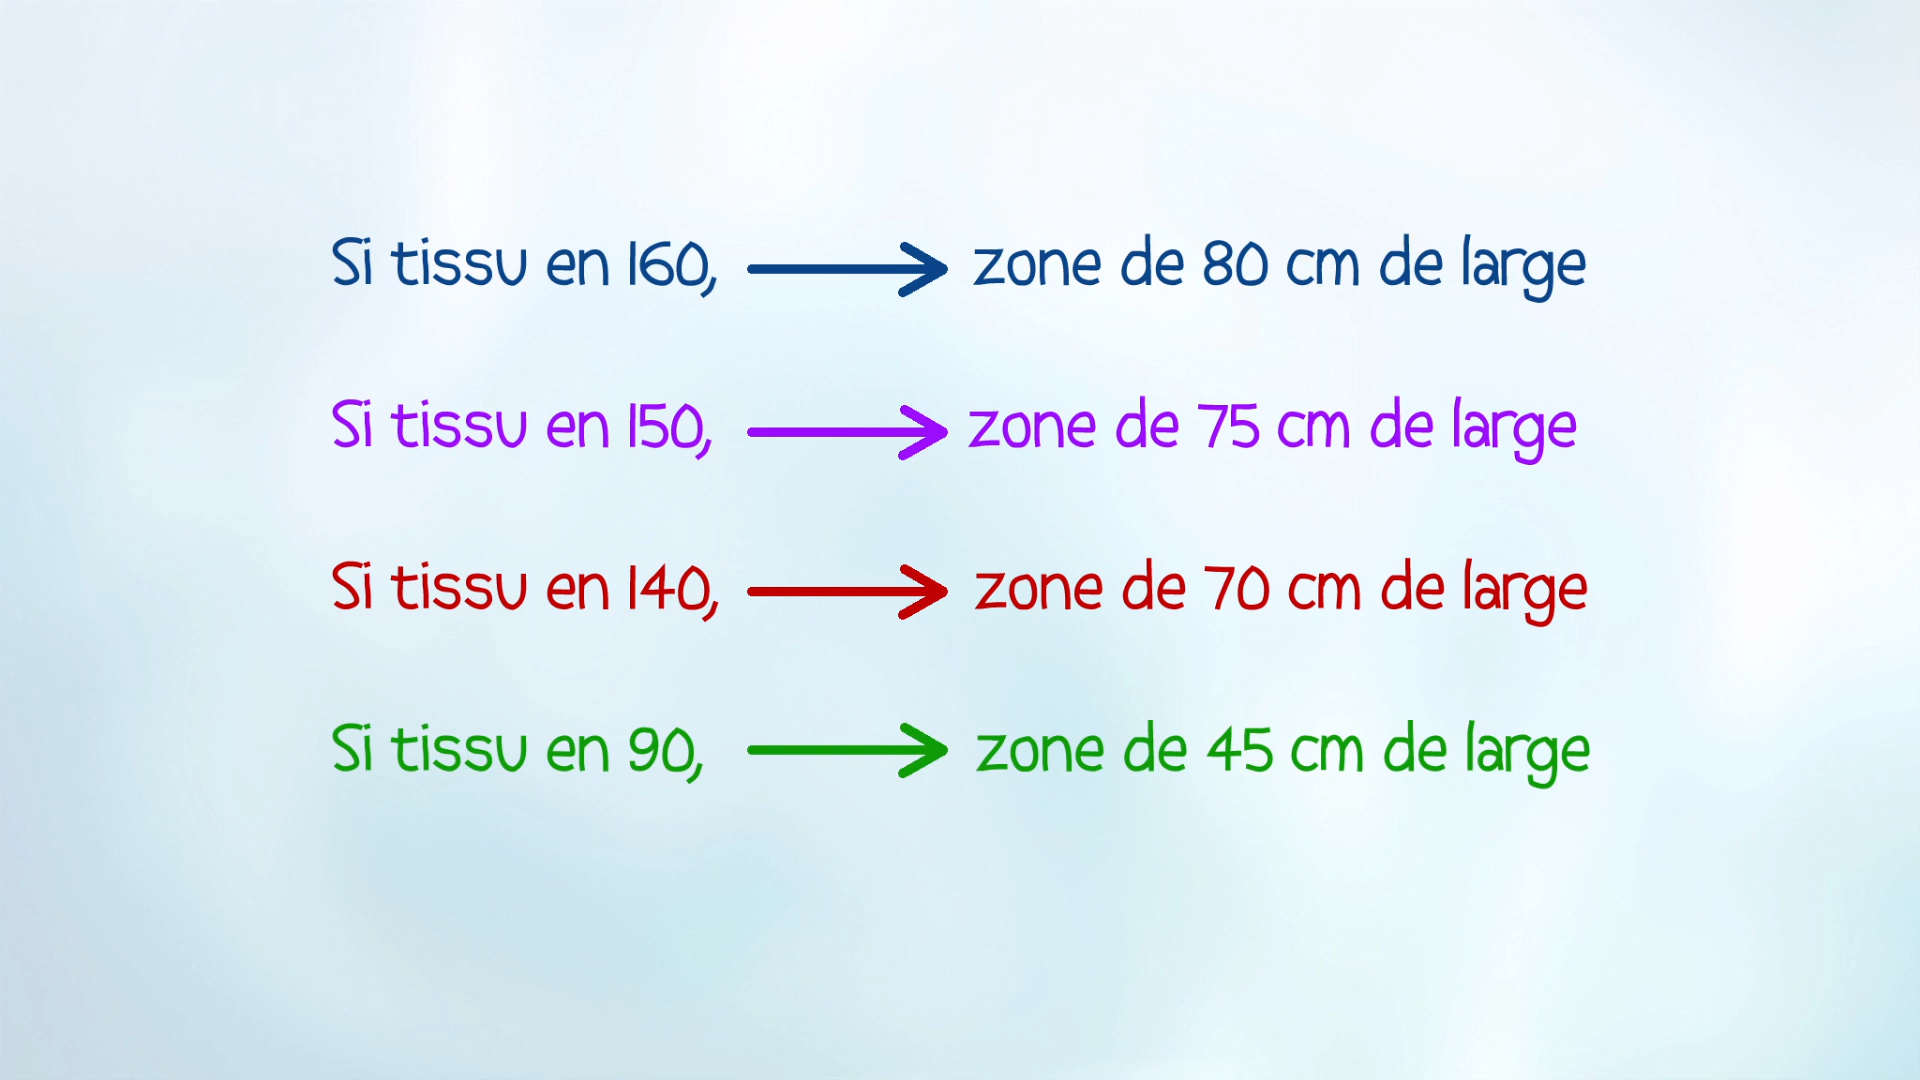 Si tissu en 160, → zone de 80 cm de large
Si tissu en 150, → zone de 75 cm de large
Si tissu en 140, → zone de 70 cm de large
Si tissu en 90, → zone de 45 cm de large